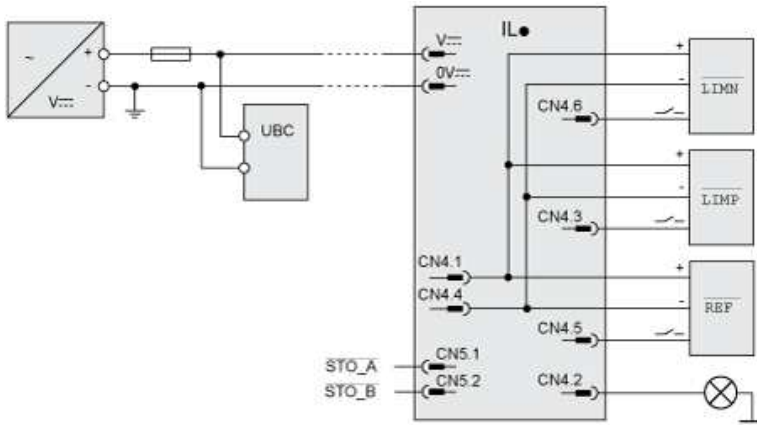 IL●
~
+
-
V⎓
V⎓
0V⎓
UBC
+
-
LIMN
CN4.6
+
-
LIMP
CN4.3
CN4.1
CN4.4
+
-
REF
CN4.5
STO_A
CN5.1
STO_B
CN5.2
CN4.2